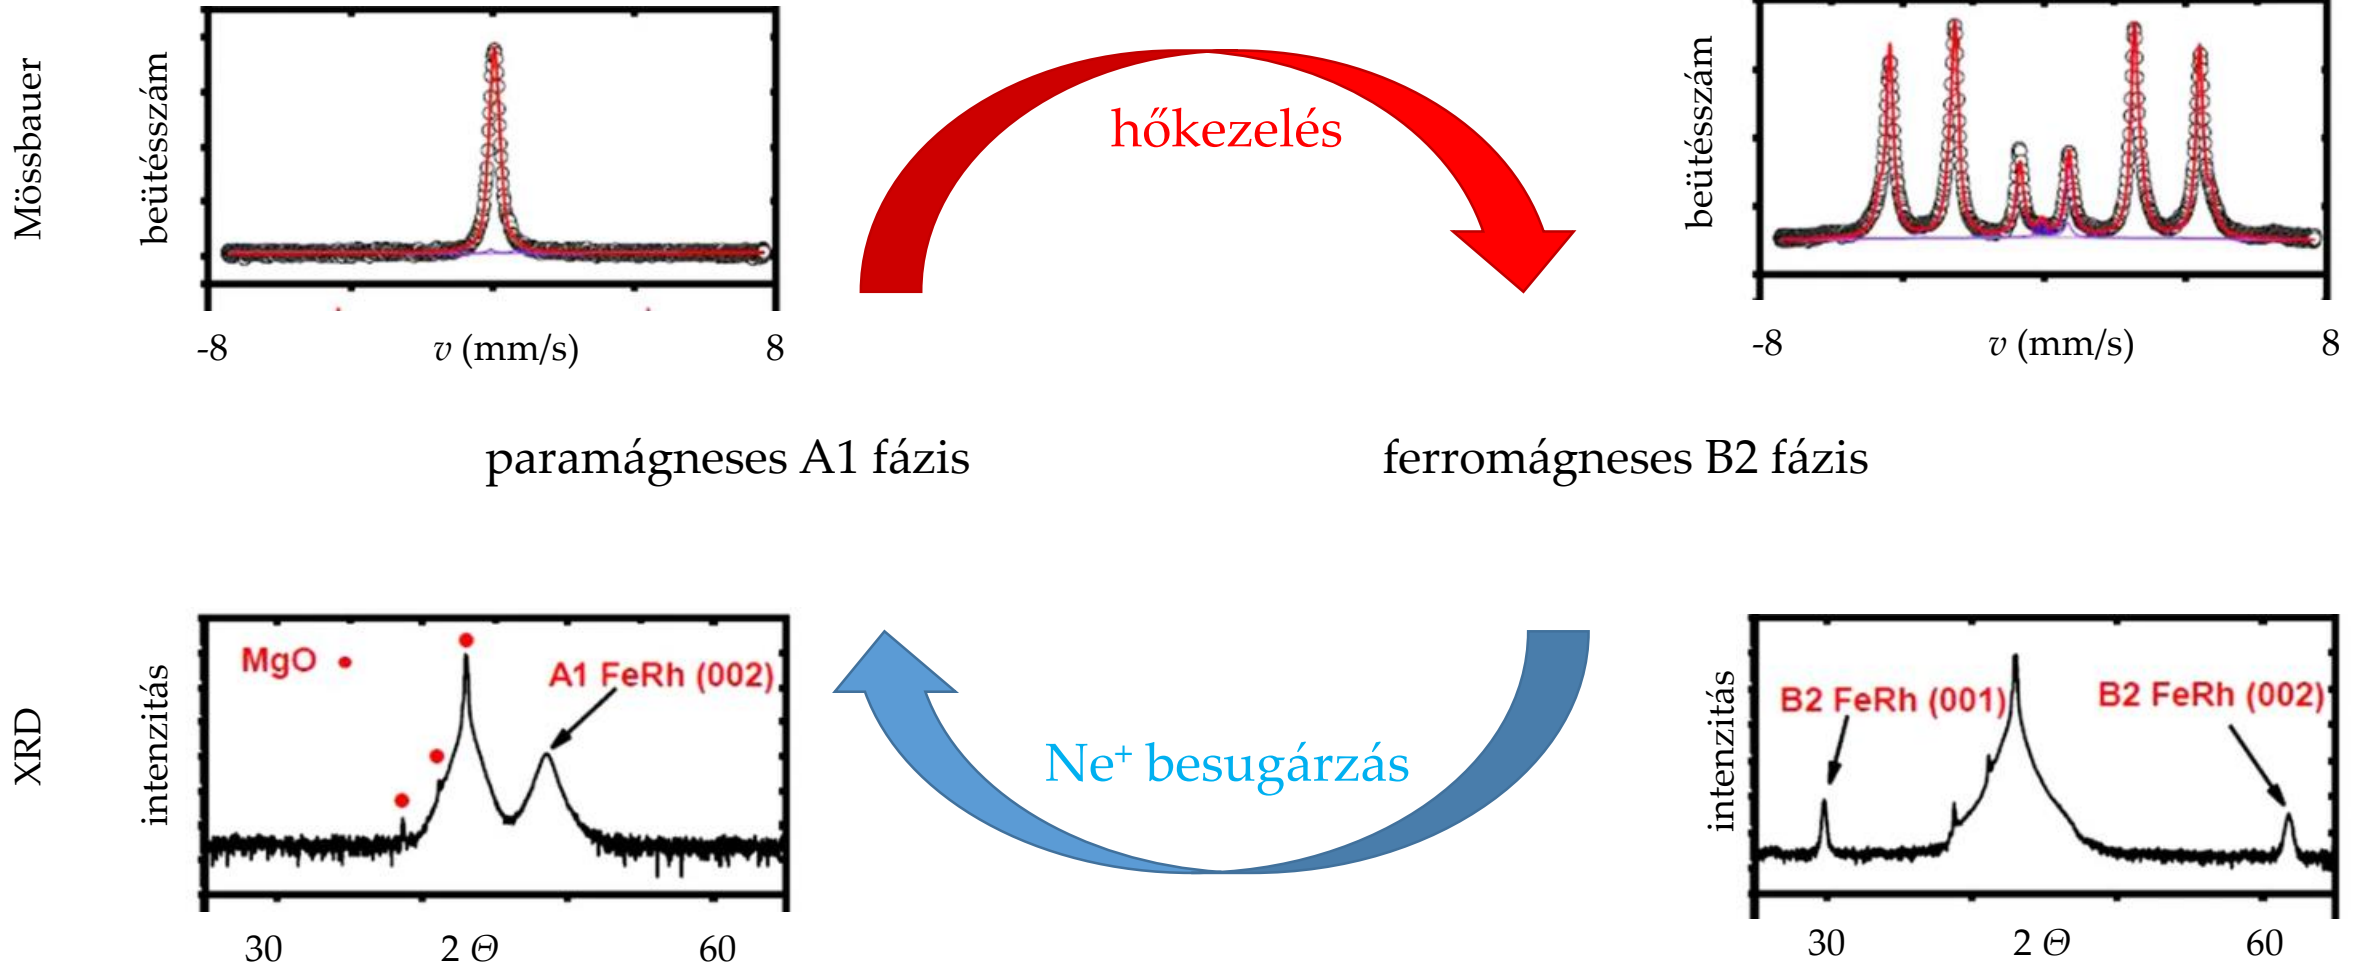 Mössbauer
beütésszám
-8
v (mm/s)
8
hőkezelés
beütésszám
-8
v (mm/s)
8
paramágneses A1 fázis
ferromágneses B2 fázis
XRD
intenzitás
MgO
A1 FeRh (002)
30
2 Θ
60
Ne⁺ besugárzás
intenzitás
B2 FeRh (001)
B2 FeRh (002)
30
2 Θ
60